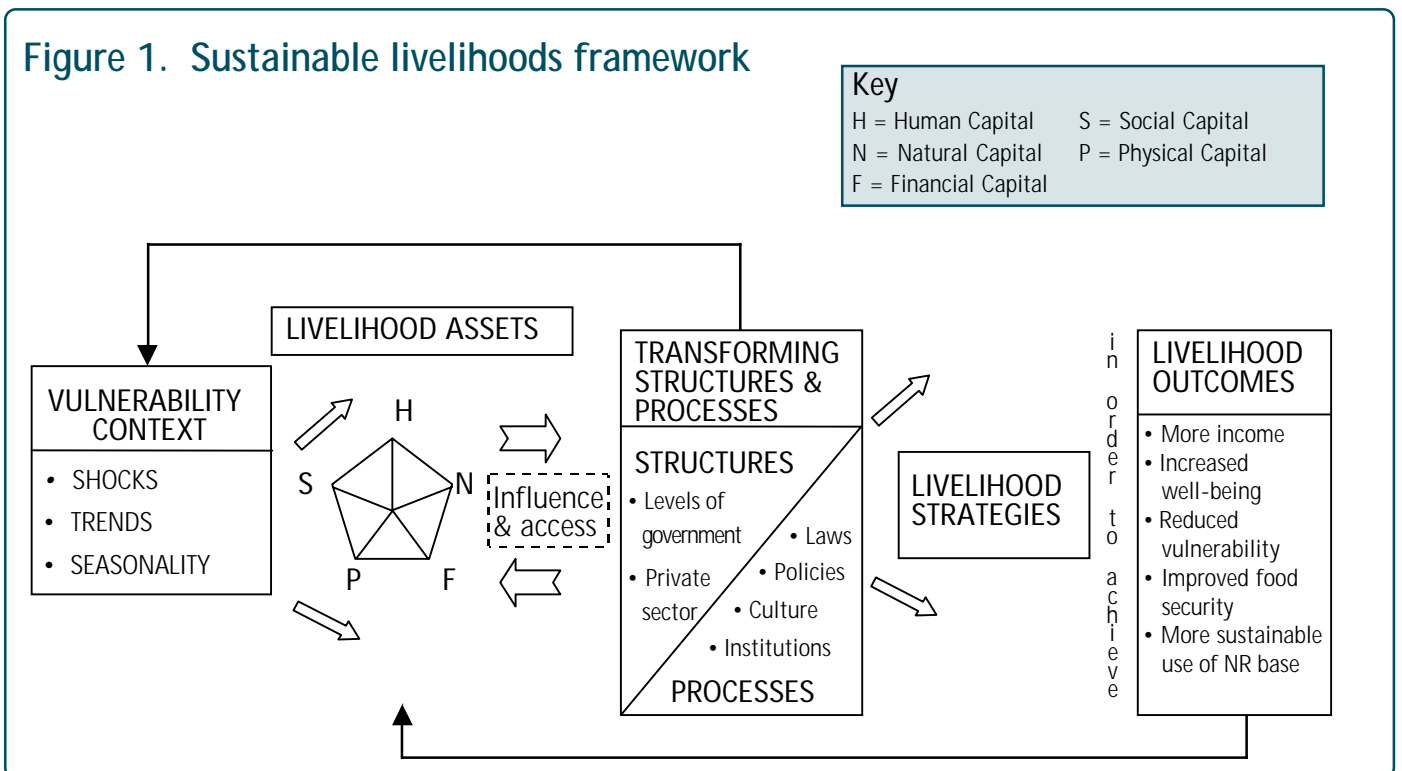 Figure 1. Sustainable livelihoods framework
Key
H = Human Capital
S = Social Capital
N = Natural Capital
P = Physical Capital
F = Financial Capital
LIVELIHOOD ASSETS
VULNERABILITY
CONTEXT
• SHOCKS
• TRENDS
• SEASONALITY
H
S
N
P
F
Influence
& access
TRANSFORMING
STRUCTURES &
PROCESSES
STRUCTURES
• Levels of
government
• Private
sector
• Laws
• Policies
• Culture
• Institutions
PROCESSES
LIVELIHOOD
STRATEGIES
in order to achieve
LIVELIHOOD
OUTCOMES
• More income
• Increased
well-being
• Reduced
vulnerability
• Improved food
security
• More sustainable
use of NR base